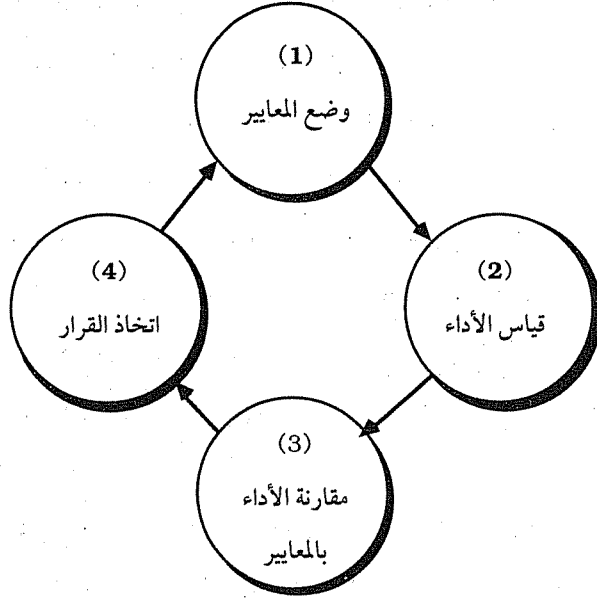 (1)
وضع المعايير
(2)
قياس الأداء
(3)
مقارنة الأداء
بالمعايير
(4)
اتخاذ القرار